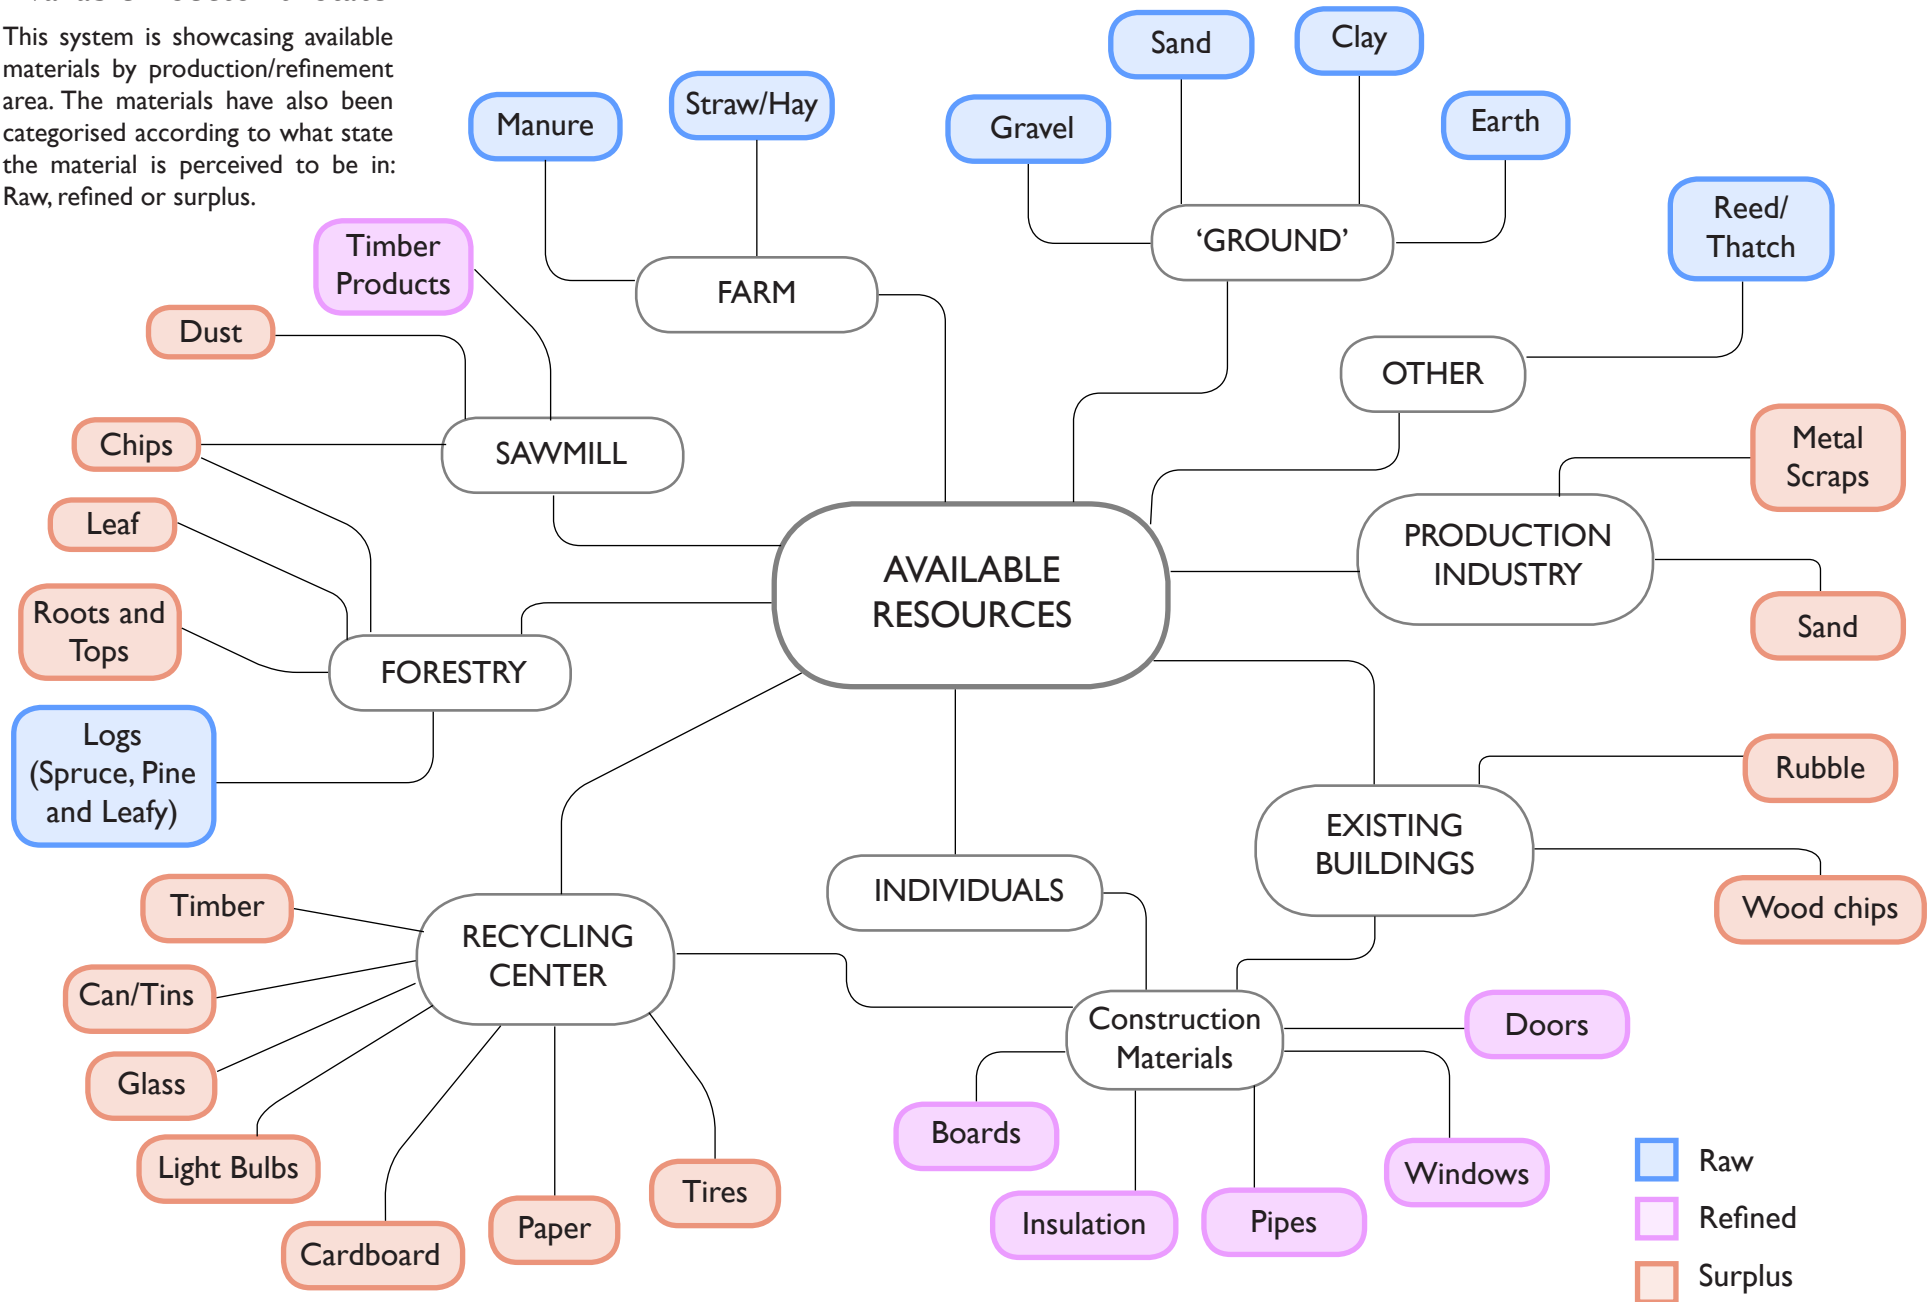 This system is showcasing available
materials by production/refinement
area. The materials have also been
categorised according to what state
the material is perceived to be in:
Raw, refined or surplus.
Sand
Clay
Manure
Straw/Hay
Gravel
Earth
Reed/
Thatch
Timber
Products
FARM
‘GROUND’
Dust
OTHER
Chips
SAWMILL
Metal
Scraps
Leaf
AVAILABLE
RESOURCES
PRODUCTION
INDUSTRY
Roots and
Tops
FORESTRY
Sand
Logs
(Spruce, Pine
and Leafy)
Rubble
EXISTING
BUILDINGS
INDIVIDUALS
Wood chips
Timber
RECYCLING
CENTER
Can/Tins
Construction
Materials
Doors
Glass
Boards
Light Bulbs
Windows
Tires
Insulation
Pipes
Paper
Cardboard
Raw
Refined
Surplus